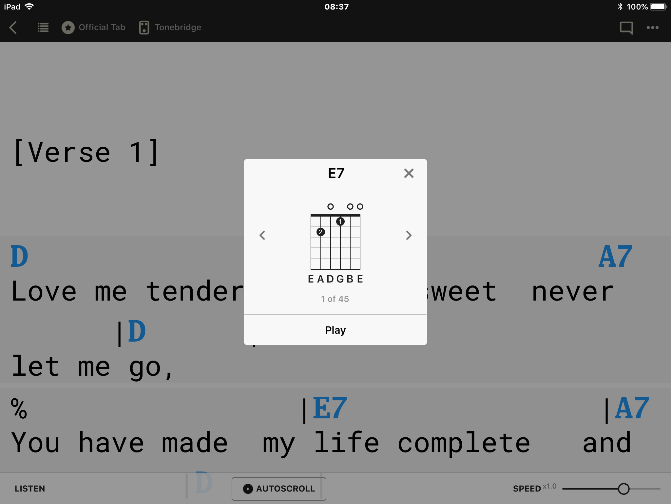 iPad 08:37 100%
Official Tab Tonebridge
[Verse 1]
E7
D A7
Love me tender sweet never
|D
let me go,
2 1
E A D G B E
1 of 45
Play
% |E7 |A7
You have made my life complete and
|D
LISTEN AUTOSCROLL SPEED x1.0